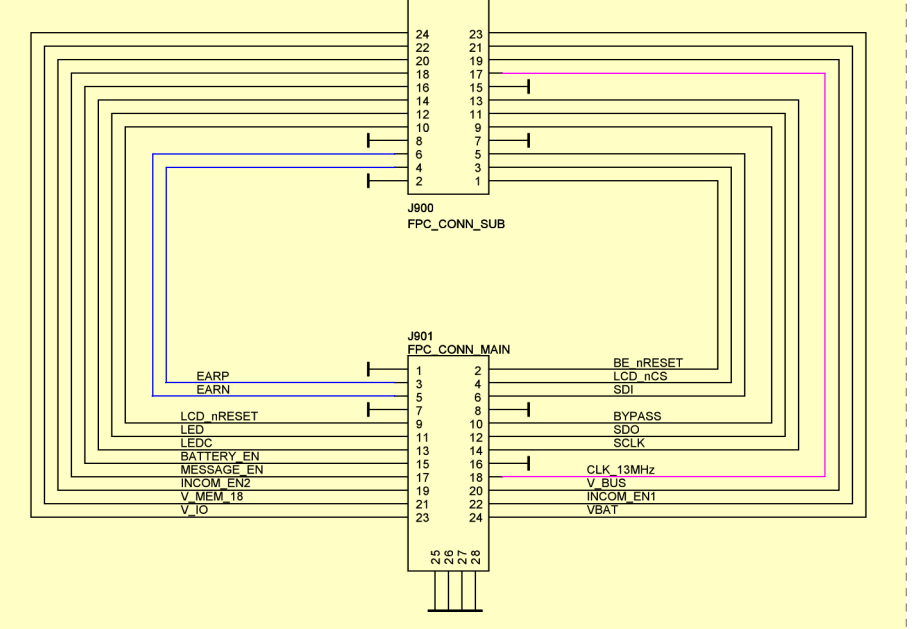 24 23
22 21
20 19
18 17
16 15
14 13
12 11
10 9
8 7
6 5
4 3
2 1
J900
FPC_CONN_SUB
J901
FPC_CONN_MAIN
1 2 BE_nRESET
EARP 3 4 LCD_nCS
EARN 5 6 SDI
7 8
LCD_nRESET 9 10 BYPASS
LED 11 12 SDO
LEDC 13 14 SCLK
BATTERY_EN 15 16
MESSAGE_EN 17 18 CLK_13MHz
INCOM_EN2 19 20 V_BUS
V_MEM_18 21 22 INCOM_EN1
V_IO 23 24 VBAT
25 26 27 28